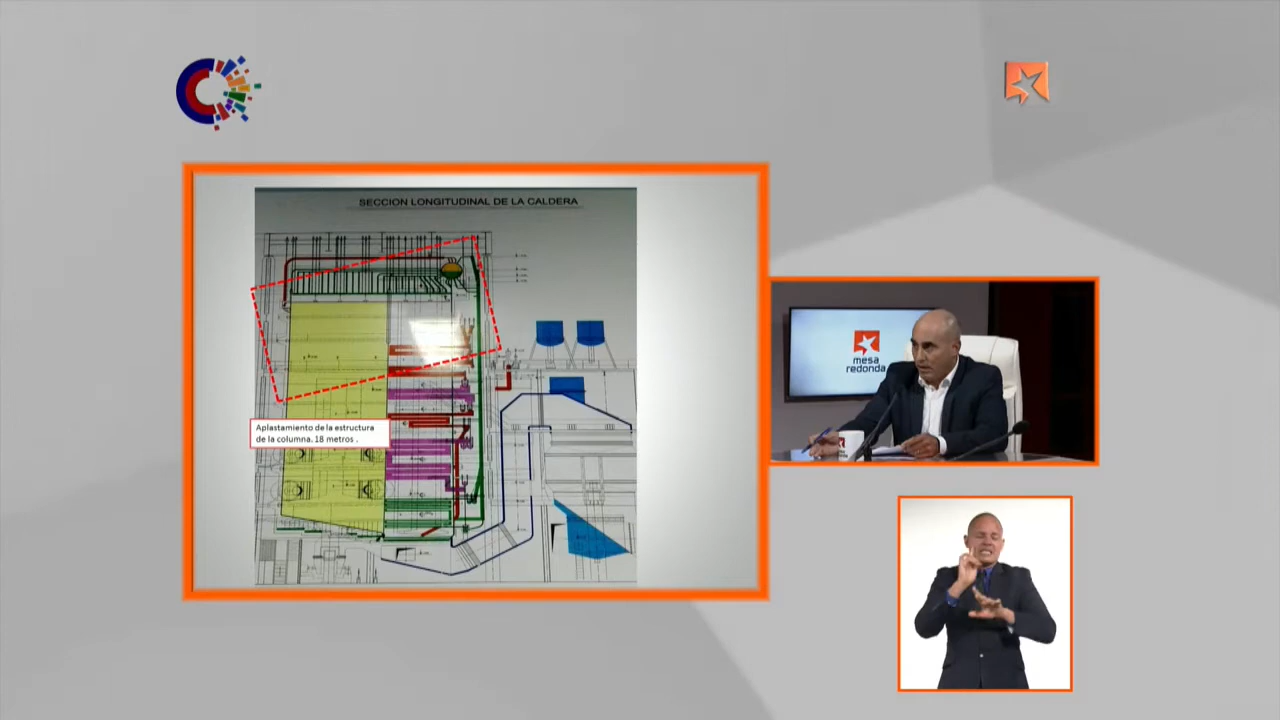 SECCION LONGITUDINAL DE LA CALDERA
Aplastamiento de la estructura
de la columna. 18 metros .
mesa
redonda